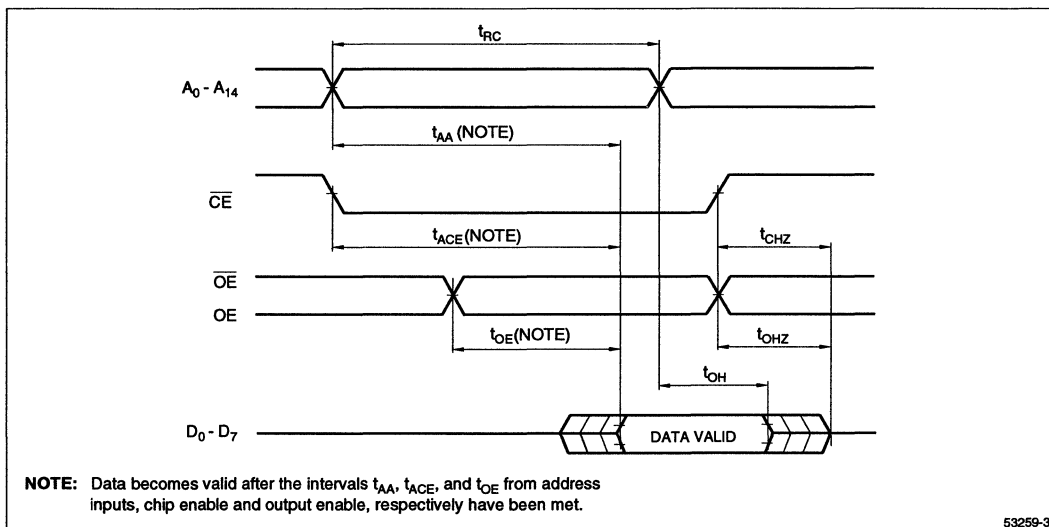 tRC
A0 - A14
tAA (NOTE)
CE
tACE(NOTE)
tCHZ
OE
OE
tOE(NOTE)
tOHZ
tOH
D0 - D7
DATA VALID
NOTE: Data becomes valid after the intervals tAA, tACE, and tOE from address
inputs, chip enable and output enable, respectively have been met.
53259-3